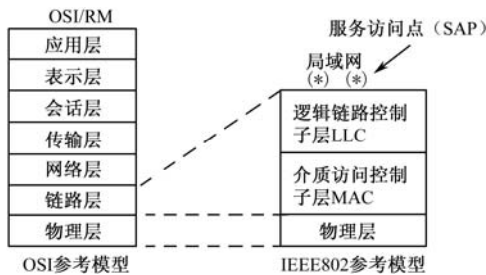 OSI/RM
应用层
表示层
会话层
传输层
网络层
链路层
物理层
OSI参考模型
服务访问点（SAP）
局域网
(*) (*)
逻辑链路控制
子层LLC
介质访问控制
子层MAC
物理层
IEEE802参考模型